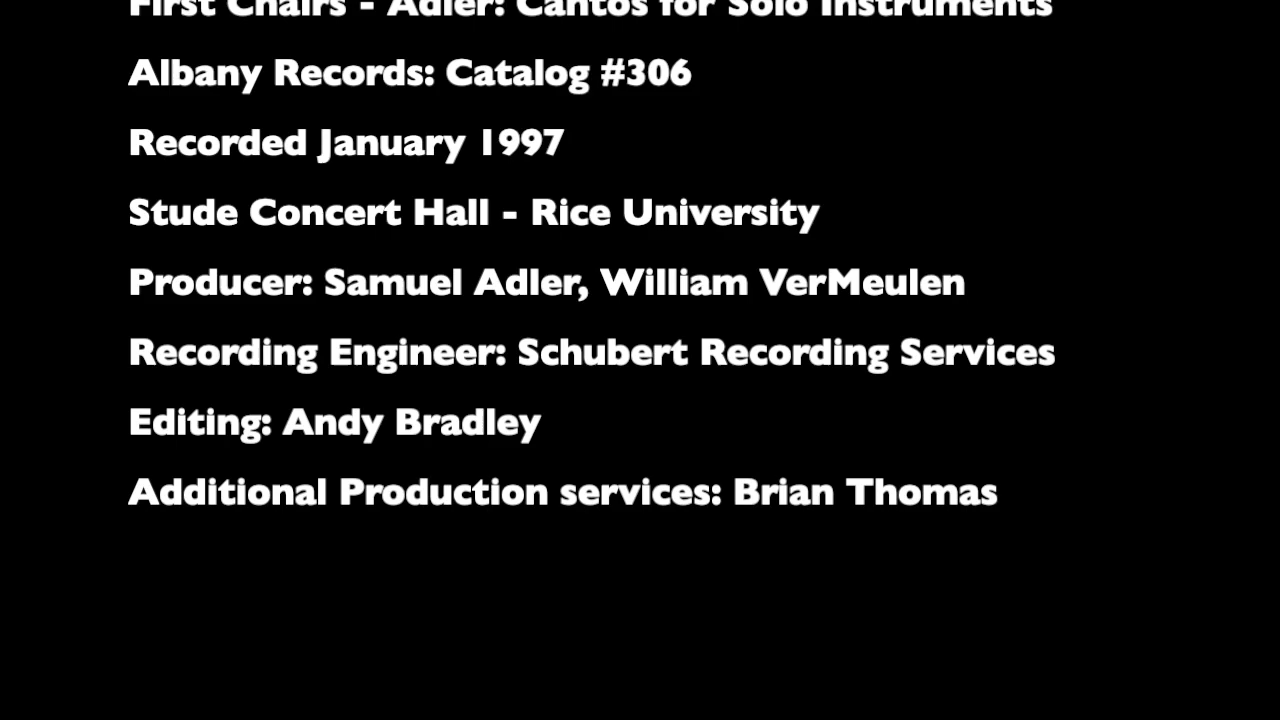 First Chairs - Adler: Cantos for Solo Instruments
Albany Records: Catalog #306
Recorded January 1997
Stude Concert Hall - Rice University
Producer: Samuel Adler, William VerMeulen
Recording Engineer: Schubert Recording Services
Editing: Andy Bradley
Additional Production services: Brian Thomas